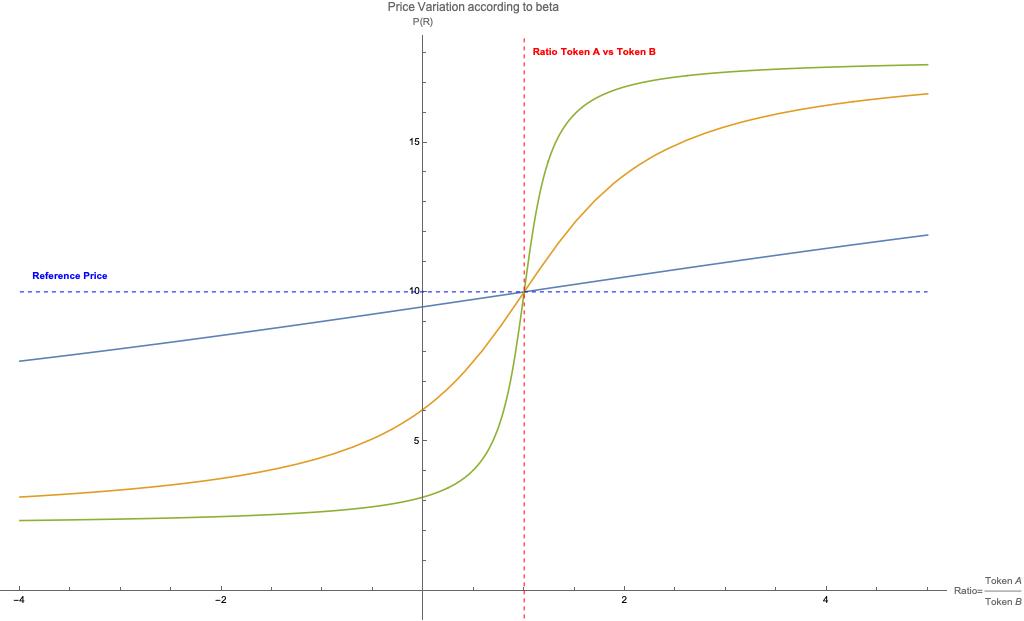 Price Variation according to beta
P(R)
Ratio Token A vs Token B
15
Reference Price
10
5
Token A
Ratio=
Token B
−4
−2
2
4